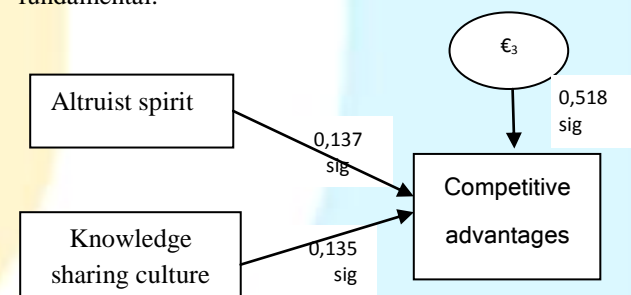 fundamental.
€3
Altruist spirit
0,518
sig
0,137
sig
Competitive
advantages
Knowledge
sharing culture
0,135
sig